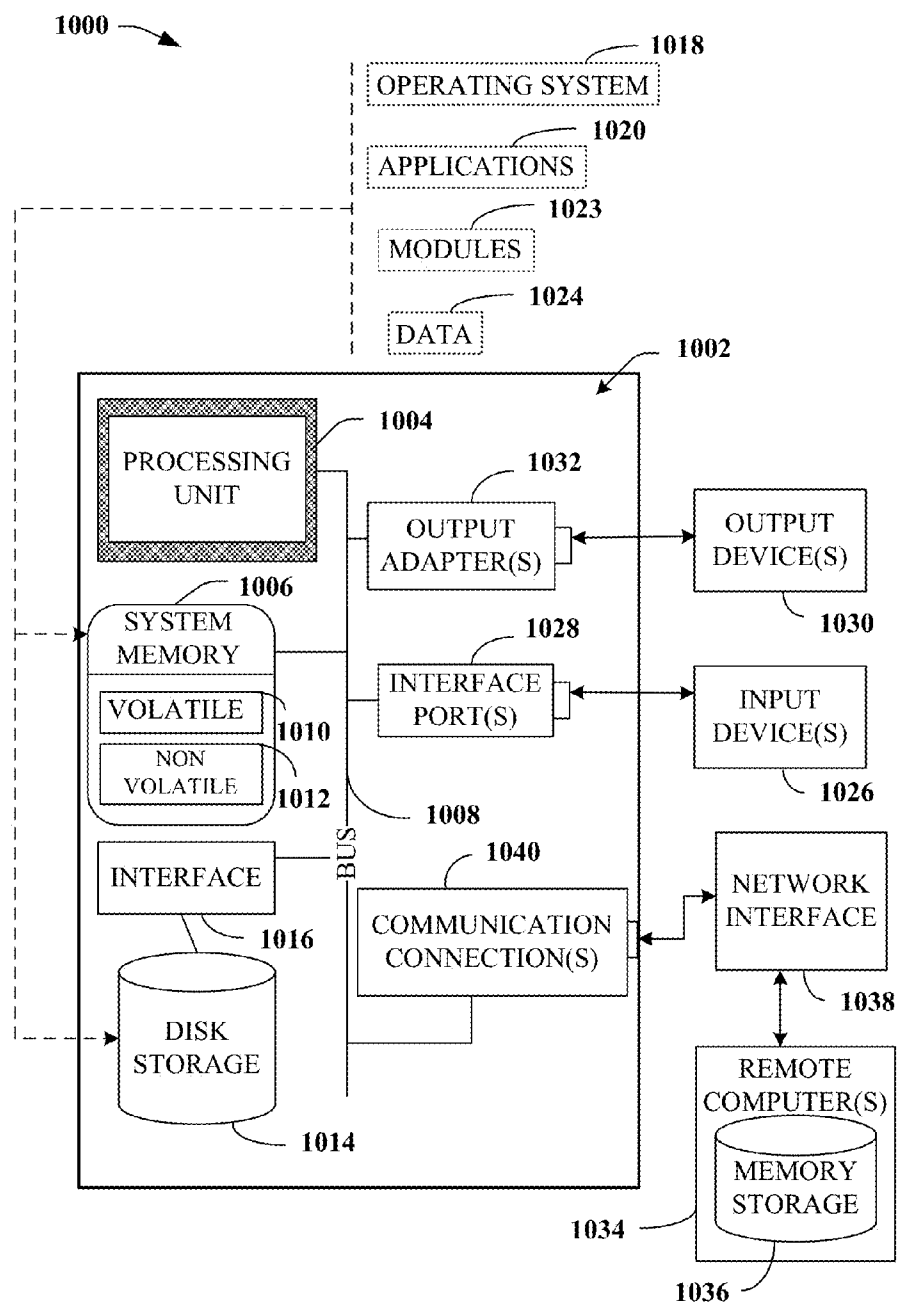 1000
1018
OPERATING SYSTEM
1020
APPLICATIONS
1023
MODULES
1024
DATA
1002
1004
PROCESSING
UNIT
1032
OUTPUT
ADAPTER(S)
OUTPUT
DEVICE(S)
1030
1006
SYSTEM
MEMORY
VOLATILE
1010
NON
VOLATILE
1012
1028
INTERFACE
PORT(S)
INPUT
DEVICE(S)
1026
1008
BUS
INTERFACE
1016
1040
COMMUNICATION
CONNECTION(S)
NETWORK
INTERFACE
1038
DISK
STORAGE
1014
REMOTE
COMPUTER(S)
MEMORY
STORAGE
1034
1036